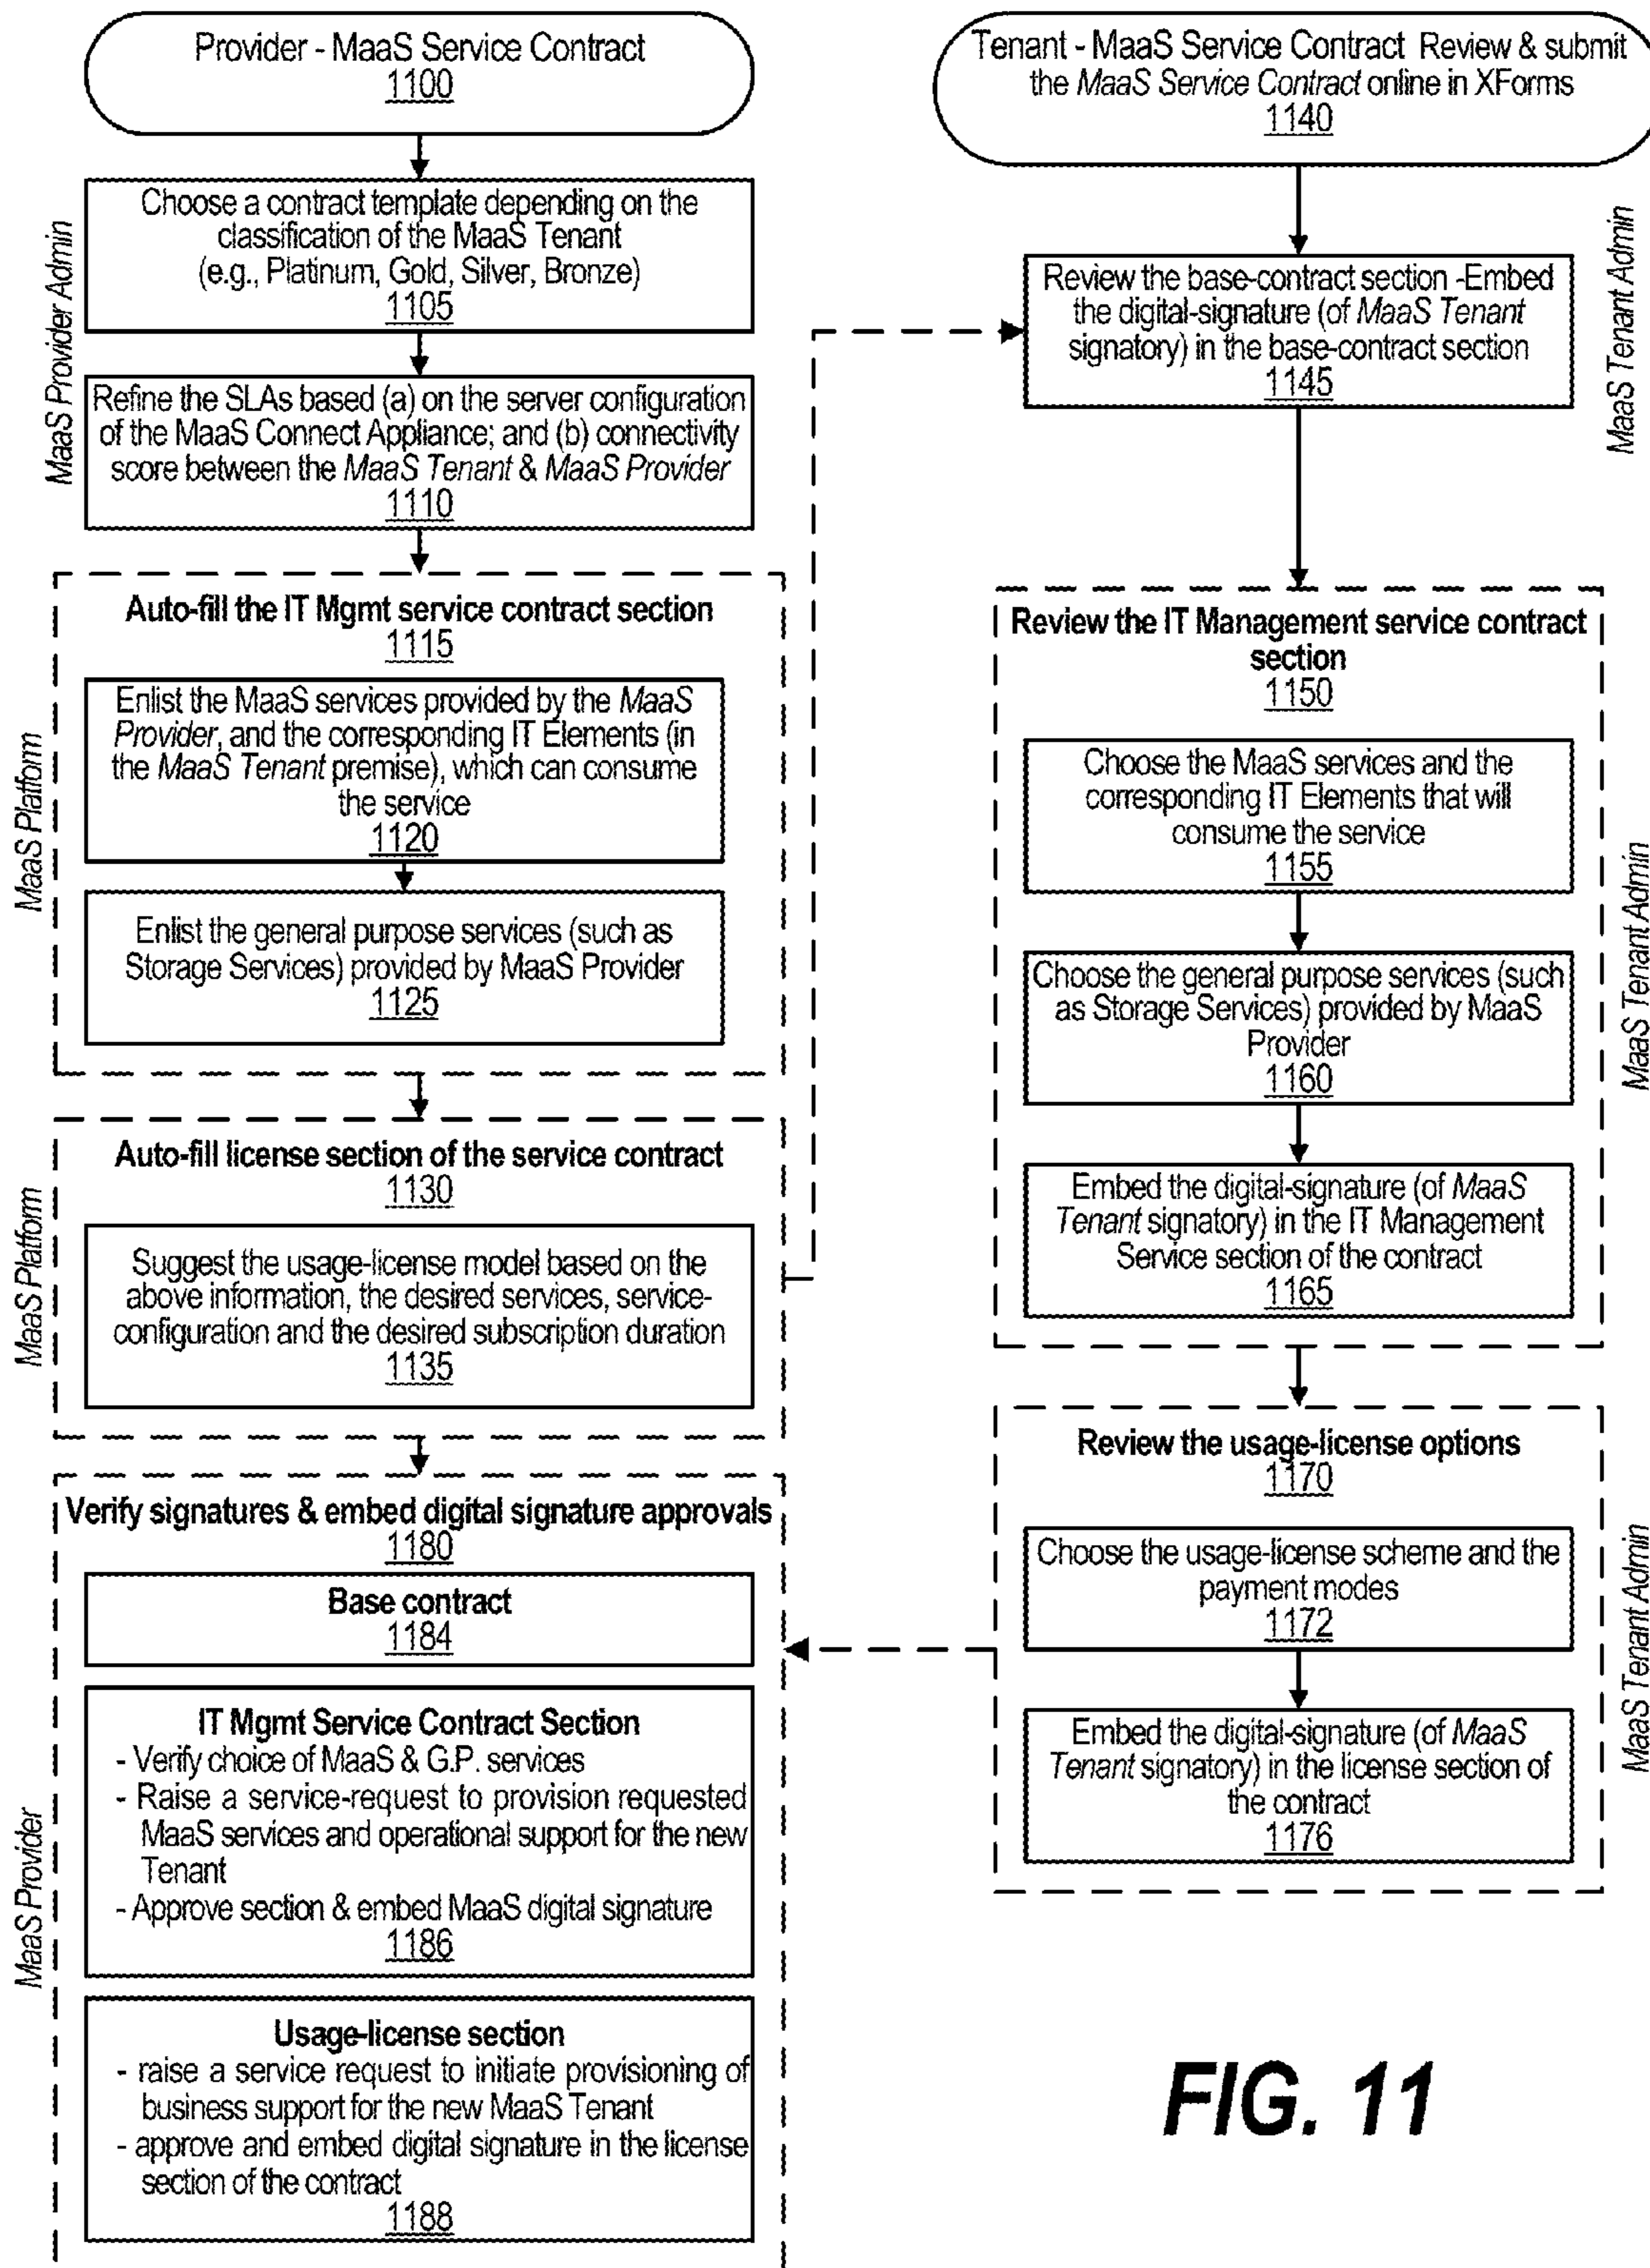 Provider - MaaS Service Contract
1100
Choose a contract template depending on the
classification of the MaaS Tenant
(e.g., Platinum, Gold, Silver, Bronze)
1105
Refine the SLAs based (a) on the server configuration
of the MaaS Connect Appliance; and (b) connectivity
score between the MaaS Tenant & MaaS Provider
1110
MaaS Provider Admin
Auto-fill the IT Mgmt service contract section
1115
Enlist the MaaS services provided by the MaaS
Provider, and the corresponding IT Elements (in
the MaaS Tenant premise), which can consume
the service
1120
Enlist the general purpose services (such as
Storage Services) provided by MaaS Provider
1125
MaaS Platform
Auto-fill license section of the service contract
1130
Suggest the usage-license model based on the
above information, the desired services, service-
configuration and the desired subscription duration
1135
MaaS Platform
Verify signatures & embed digital signature approvals
1180
Base contract
1184
IT Mgmt Service Contract Section
- Verify choice of MaaS & G.P. services
- Raise a service-request to provision requested
MaaS services and operational support for the new
Tenant
- Approve section & embed MaaS digital signature
1186
Usage-license section
- raise a service request to initiate provisioning of
business support for the new MaaS Tenant
- approve and embed digital signature in the license
section of the contract
1188
MaaS Provider
Tenant - MaaS Service Contract Review & submit
the MaaS Service Contract online in XForms
1140
Review the base-contract section -Embed
the digital-signature (of MaaS Tenant
signatory) in the base-contract section
1145
MaaS Tenant Admin
Review the IT Management service contract
section
1150
Choose the MaaS services and the
corresponding IT Elements that will
consume the service
1155
Choose the general purpose services (such
as Storage Services) provided by MaaS
Provider
1160
Embed the digital-signature (of MaaS
Tenant signatory) in the IT Management
Service section of the contract
1165
MaaS Tenant Admin
Review the usage-license options
1170
Choose the usage-license scheme and the
payment modes
1172
Embed the digital-signature (of MaaS
Tenant signatory) in the license section of
the contract
1176
MaaS Tenant Admin
FIG. 11